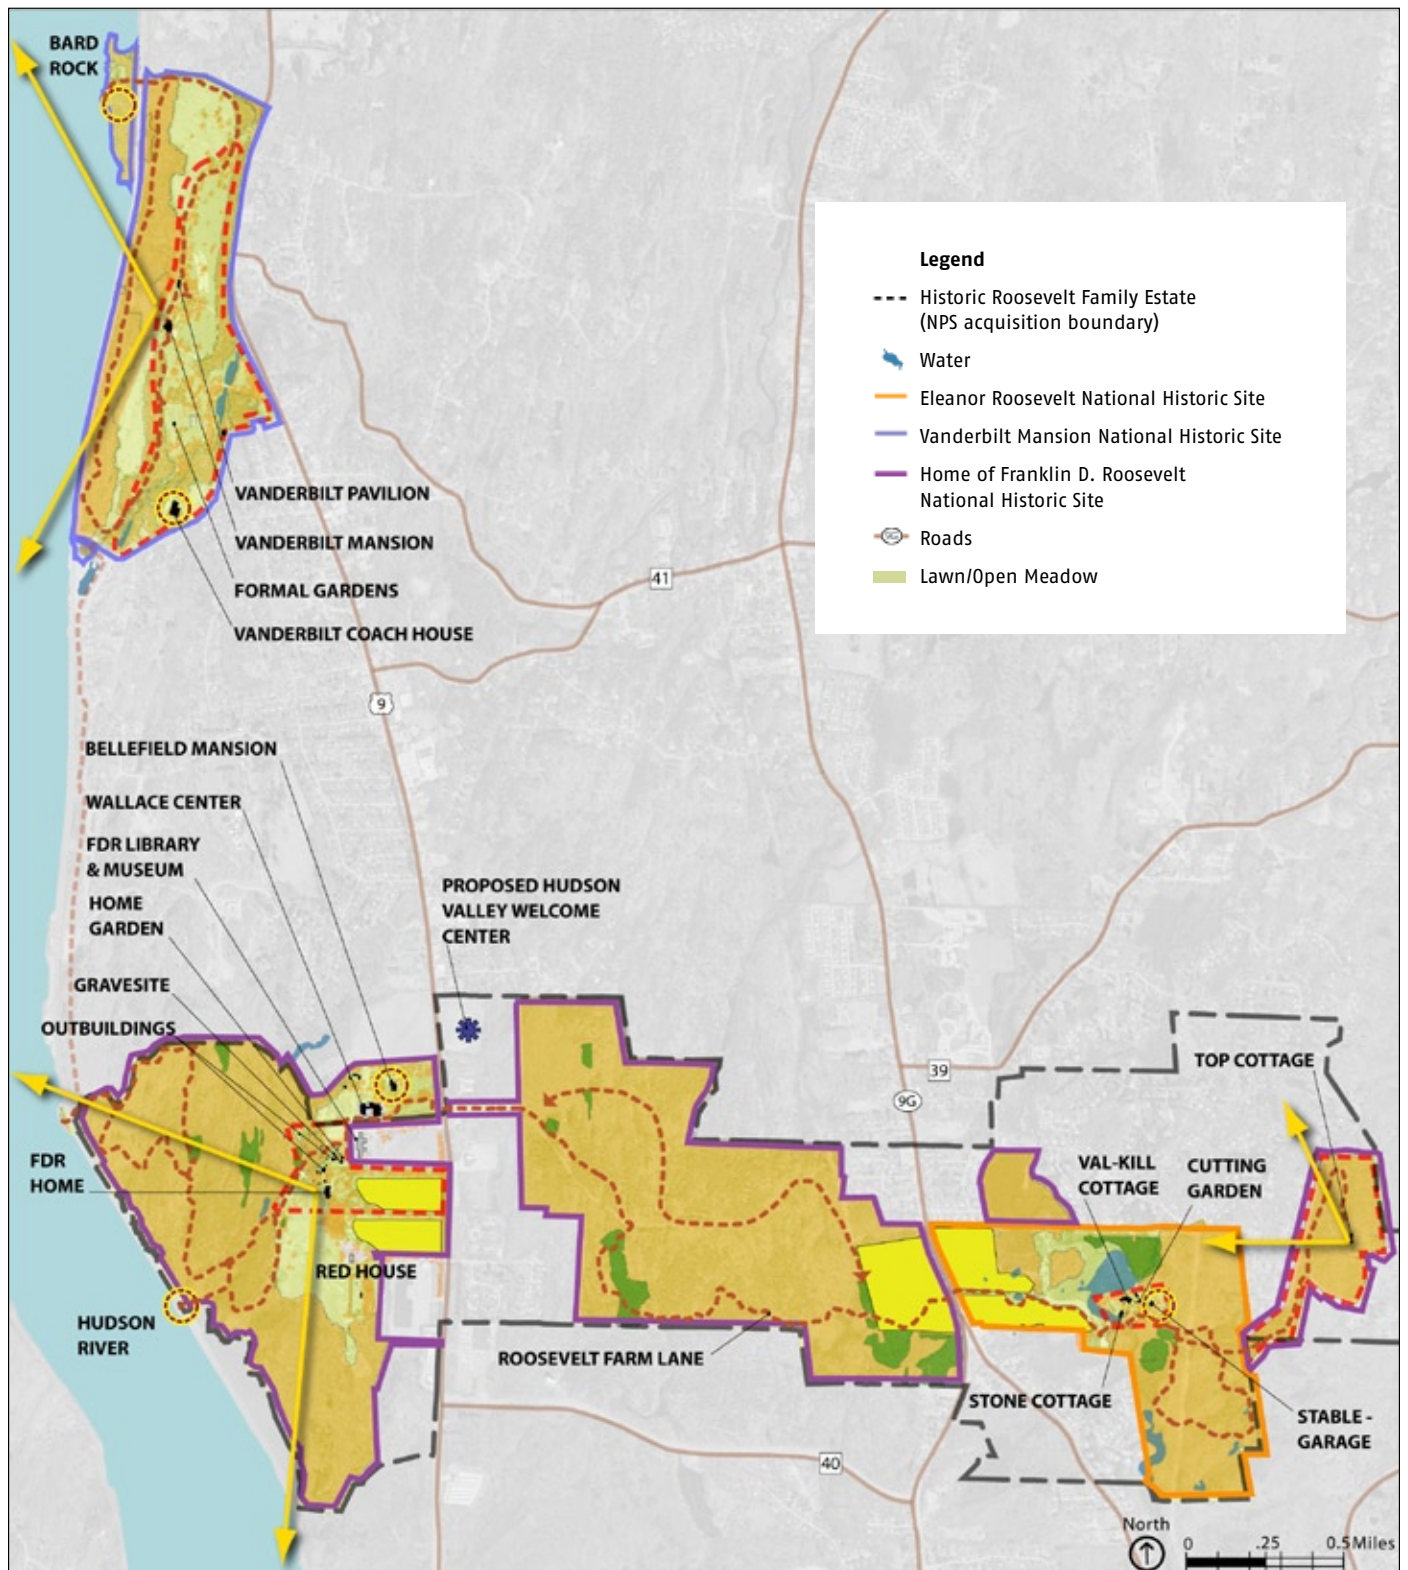 BARD
ROCK
Legend
Historic Roosevelt Family Estate
(NPS acquisition boundary)
Water
Eleanor Roosevelt National Historic Site
Vanderbilt Mansion National Historic Site
Home of Franklin D. Roosevelt
National Historic Site
9G
Roads
Lawn/Open Meadow
VANDERBILT PAVILION
VANDERBILT MANSION
FORMAL GARDENS
VANDERBILT COACH HOUSE
41
9
BELLEFIELD MANSION
WALLACE CENTER
FDR LIBRARY
& MUSEUM
HOME
GARDEN
GRAVESITE
OUTBUILDINGS
PROPOSED HUDSON
VALLEY WELCOME
CENTER
39
9G
TOP COTTAGE
FDR
HOME
VAL-KILL
COTTAGE
CUTTING
GARDEN
RED HOUSE
HUDSON
RIVER
ROOSEVELT FARM LANE
STONE COTTAGE
STABLE -
GARAGE
40
North
0 .25 0.5 Miles